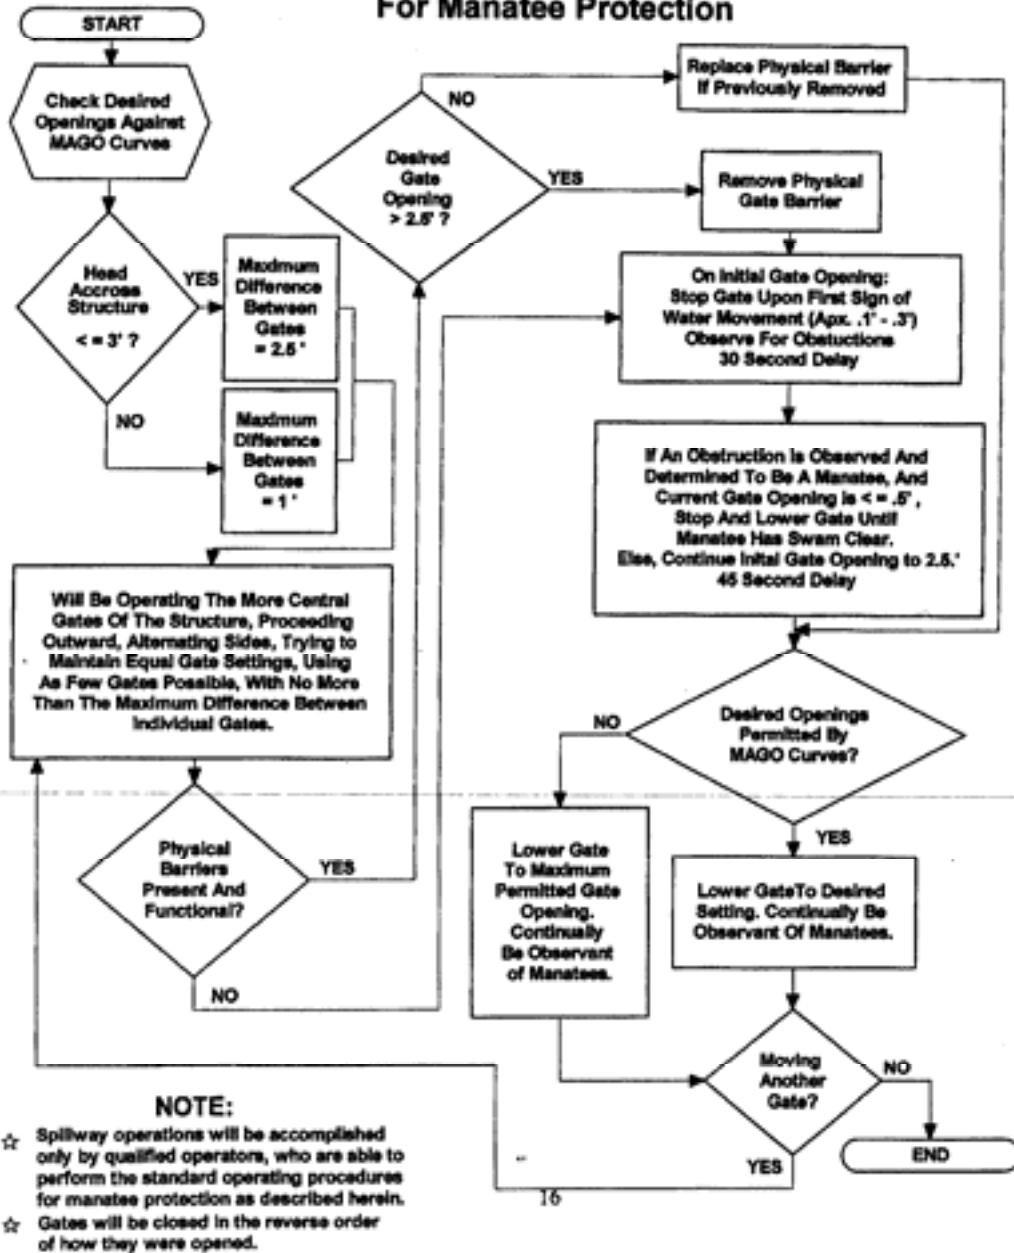 For Manatee Protection
START
Check Desired
Openings Against
MAGO Curves
Head
Accross
Structure
< = 3' ?
YES
NO
Maximum
Difference
Between
Gates
= 2.5 '
Maximum
Difference
Between
Gates
= 1 '
Will Be Operating The More Central
Gates Of The Structure, Proceeding
Outward, Alternating Sides, Trying to
Maintain Equal Gate Settings, Using
As Few Gates Possible, With No More
Than The Maximum Difference Between
Individual Gates.
Physical
Barriers
Present And
Functional?
YES
NO
Desired
Gate
Opening
> 2.5' ?
NO
YES
Replace Physical Barrier
If Previously Removed
Remove Physical
Gate Barrier
On Initial Gate Opening:
Stop Gate Upon First Sign of
Water Movement (Apx. .1' - .3')
Observe For Obstuctions
30 Second Delay
If An Obstruction Is Observed And
Determined To Be A Manatee, And
Current Gate Opening is < = .5' ,
Stop And Lower Gate Until
Manatee Has Swam Clear.
Else, Continue Inital Gate Opening to 2.5.'
45 Second Delay
Desired Openings
Permitted By
MAGO Curves?
NO
YES
Lower Gate
To Maximum
Permitted Gate
Opening.
Continually
Be Observant
of Manatees.
Lower GateTo Desired
Setting. Continually Be
Observant Of Manatees.
Moving
Another
Gate?
NO
YES
END
NOTE:
☆ Spillway operations will be accomplished
only by qualified operators, who are able to
perform the standard operating procedures
for manatee protection as described herein.
☆ Gates will be closed in the reverse order
of how they were opened.
16